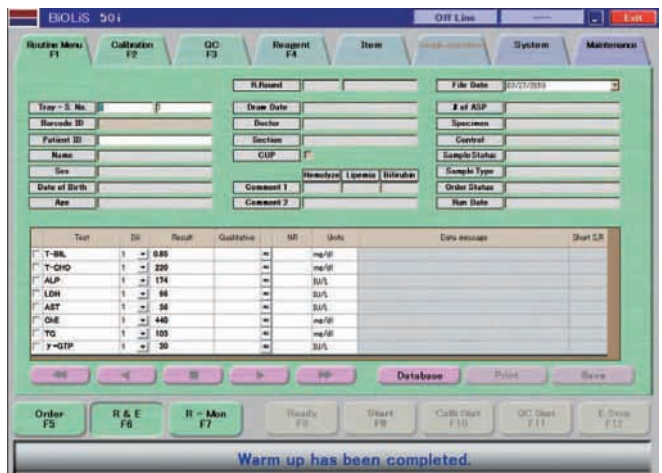 BiOLiS 50i
Off Line
Exit
Routine Menu F1
Calibration F2
QC F3
Reagent F4
Item
System
Maintenance
R.Round
File Date 07/27/2010
Tray - S. No.
Draw Date
# of ASP
Barcode ID
Doctor
Specimen
Patient ID
Section
Control
Name
CUP
Sample Status
Sex
Hemolyze Lipemia Bilirubin
Sample Type
Date of Birth
Comment 1
Order Status
Age
Comment 2
Run Date
Test Dil Result Qualitative NR Units Data message Short S,R
T-BIL 1 0.85 mg/dl
T-CHO 1 220 mg/dl
ALP 1 174 IU/L
LDH 1 IU/L
AST 1 IU/L
ChE 1 440 mg/dl
TG 1 103 mg/dl
γ-GTP 1 30 IU/L
Database
Print
Save
Order F5
R & E F6
R - Mon F7
Ready F8
Start F9
Calib Start F10
QC Start F11
E. Stop F12
Warm up has been completed.